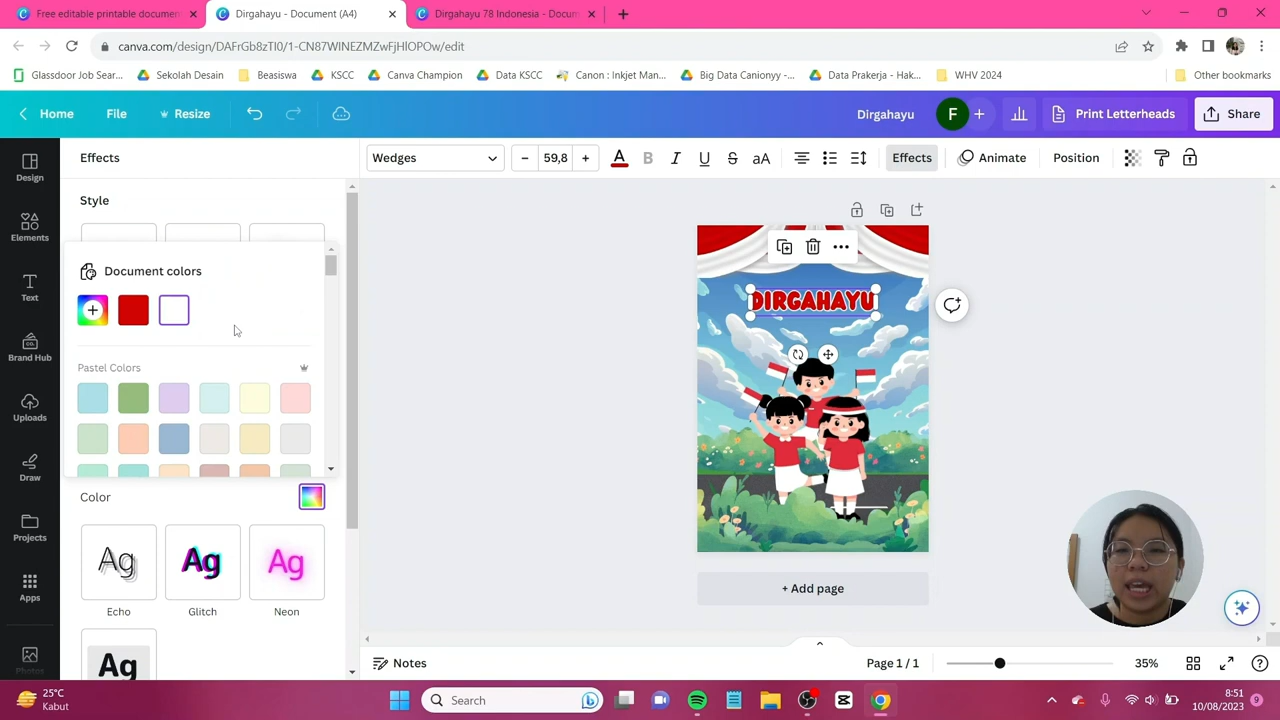 Free editable printable documen
Dirgahayu - Document (A4)
Dirgahayu 78 Indonesia - Docum
canva.com/design/DAFrGb8zTI0/1-CN87WINEZMZwFjHlOPOw/edit
Glassdoor Job Sear...
Sekolah Desain
Beasiswa
KSCC
Canva Champion
Data KSCC
Canon : Inkjet Man...
Big Data Canionyy -...
Data Prakerja - Hak...
WHV 2024
Other bookmarks
Home
File
Resize
Dirgahayu
F
Print Letterheads
Share
Design
Elements
Text
Brand Hub
Uploads
Draw
Projects
Apps
Photos
Effects
Style
Document colors
Pastel Colors
Color
Ag
Ag
Ag
Echo
Glitch
Neon
Ag
Wedges
59,8
A
B
I
U
S
aA
Effects
Animate
Position
DIRGAHAYU
+ Add page
Notes
Page 1 / 1
35%
25°C
Kabut
Search
8:51
10/08/2023